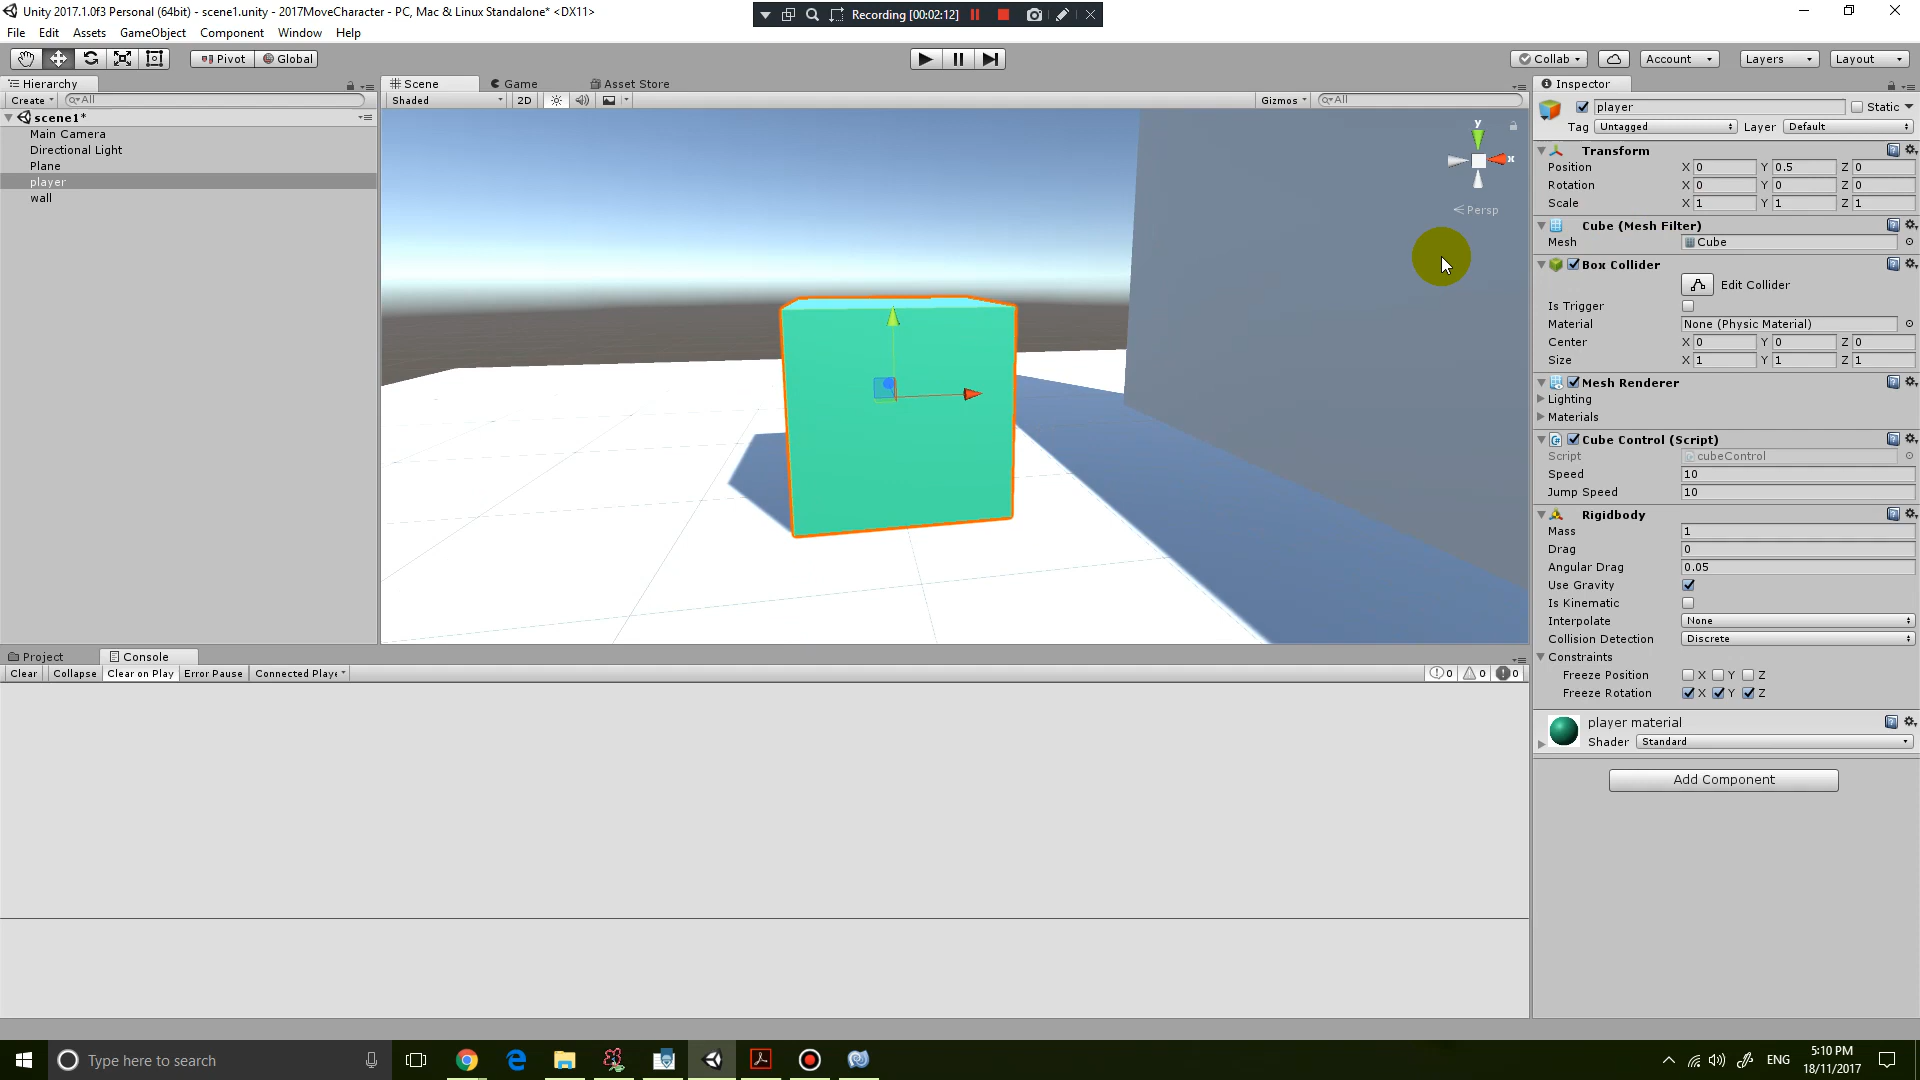 Unity 2017.1.0f3 Personal (64bit) - scene1.unity - 2017MoveCharacter - PC, Mac & Linux Standalone* <DX11>
Recording [00:02:12]
File Edit Assets GameObject Component Window Help
Pivot Global
Collab Account Layers Layout
Hierarchy
Create All
scene1*
Main Camera
Directional Light
Plane
player
wall
Scene Game Asset Store
Shaded 2D Gizmos All
y
x
Persp
Inspector
player Static
Tag Untagged Layer Default
Transform
Position X 0 Y 0.5 Z 0
Rotation X 0 Y 0 Z 0
Scale X 1 Y 1 Z 1
Cube (Mesh Filter)
Mesh Cube
Box Collider
Edit Collider
Is Trigger
Material None (Physic Material)
Center X 0 Y 0 Z 0
Size X 1 Y 1 Z 1
Mesh Renderer
Lighting
Materials
Cube Control (Script)
Script cubeControl
Speed 10
Jump Speed 10
Rigidbody
Mass 1
Drag 0
Angular Drag 0.05
Use Gravity
Is Kinematic
Interpolate None
Collision Detection Discrete
Constraints
Freeze Position X Y Z
Freeze Rotation X Y Z
player material
Shader Standard
Add Component
Project Console
Clear Collapse Clear on Play Error Pause Connected Playe
0 0 0
Type here to search
ENG
5:10 PM
18/11/2017